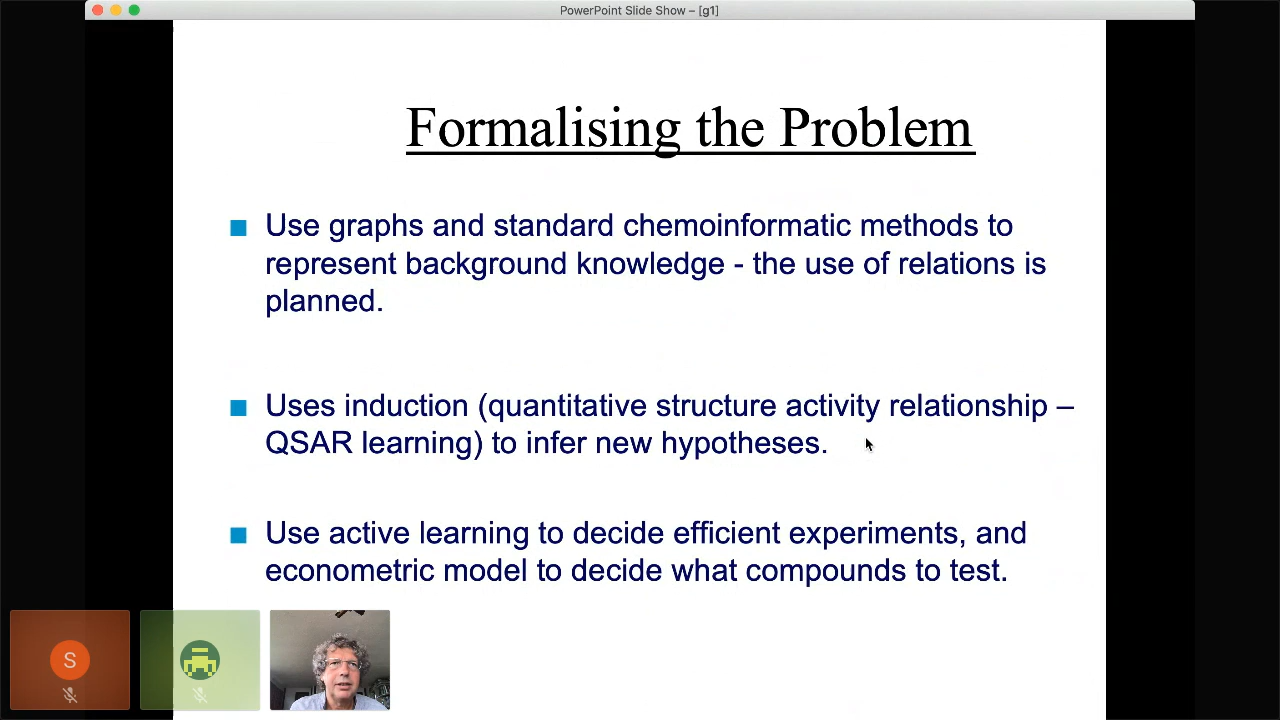 PowerPoint Slide Show – [g1]
Formalising the Problem
Use graphs and standard chemoinformatic methods to
represent background knowledge - the use of relations is
planned.
Uses induction (quantitative structure activity relationship –
QSAR learning) to infer new hypotheses.
Use active learning to decide efficient experiments, and
econometric model to decide what compounds to test.
S